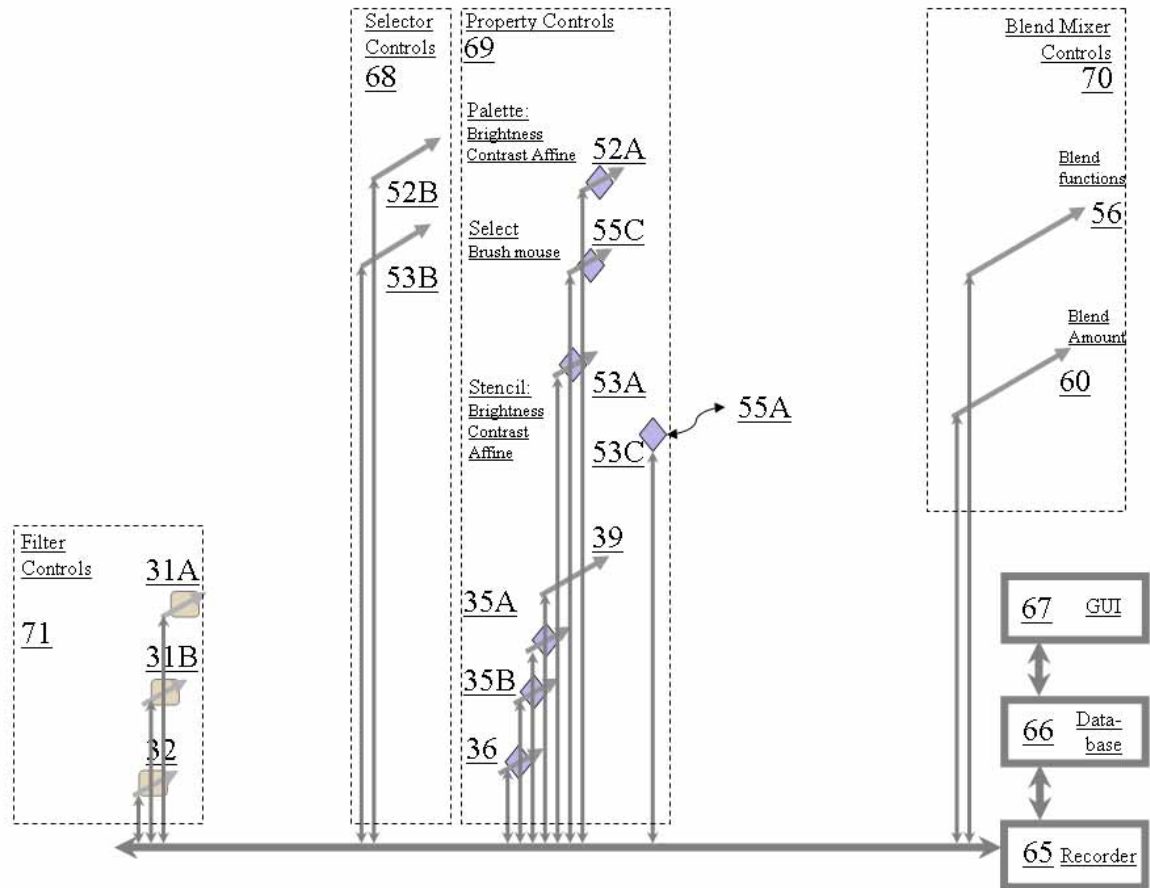 Selector
Controls
68
52B
53B
Property Controls
69
Palette:
Brightness
Contrast Affine
52A
Select
Brush mouse
55C
Stencil:
Brightness
Contrast
Affine
53A
53C
55A
39
35A
35B
36
Blend Mixer
Controls
70
Blend
functions
56
Blend
Amount
60
Filter
Controls
71
31A
31B
32
67 GUI
66 Data-
base
65 Recorder